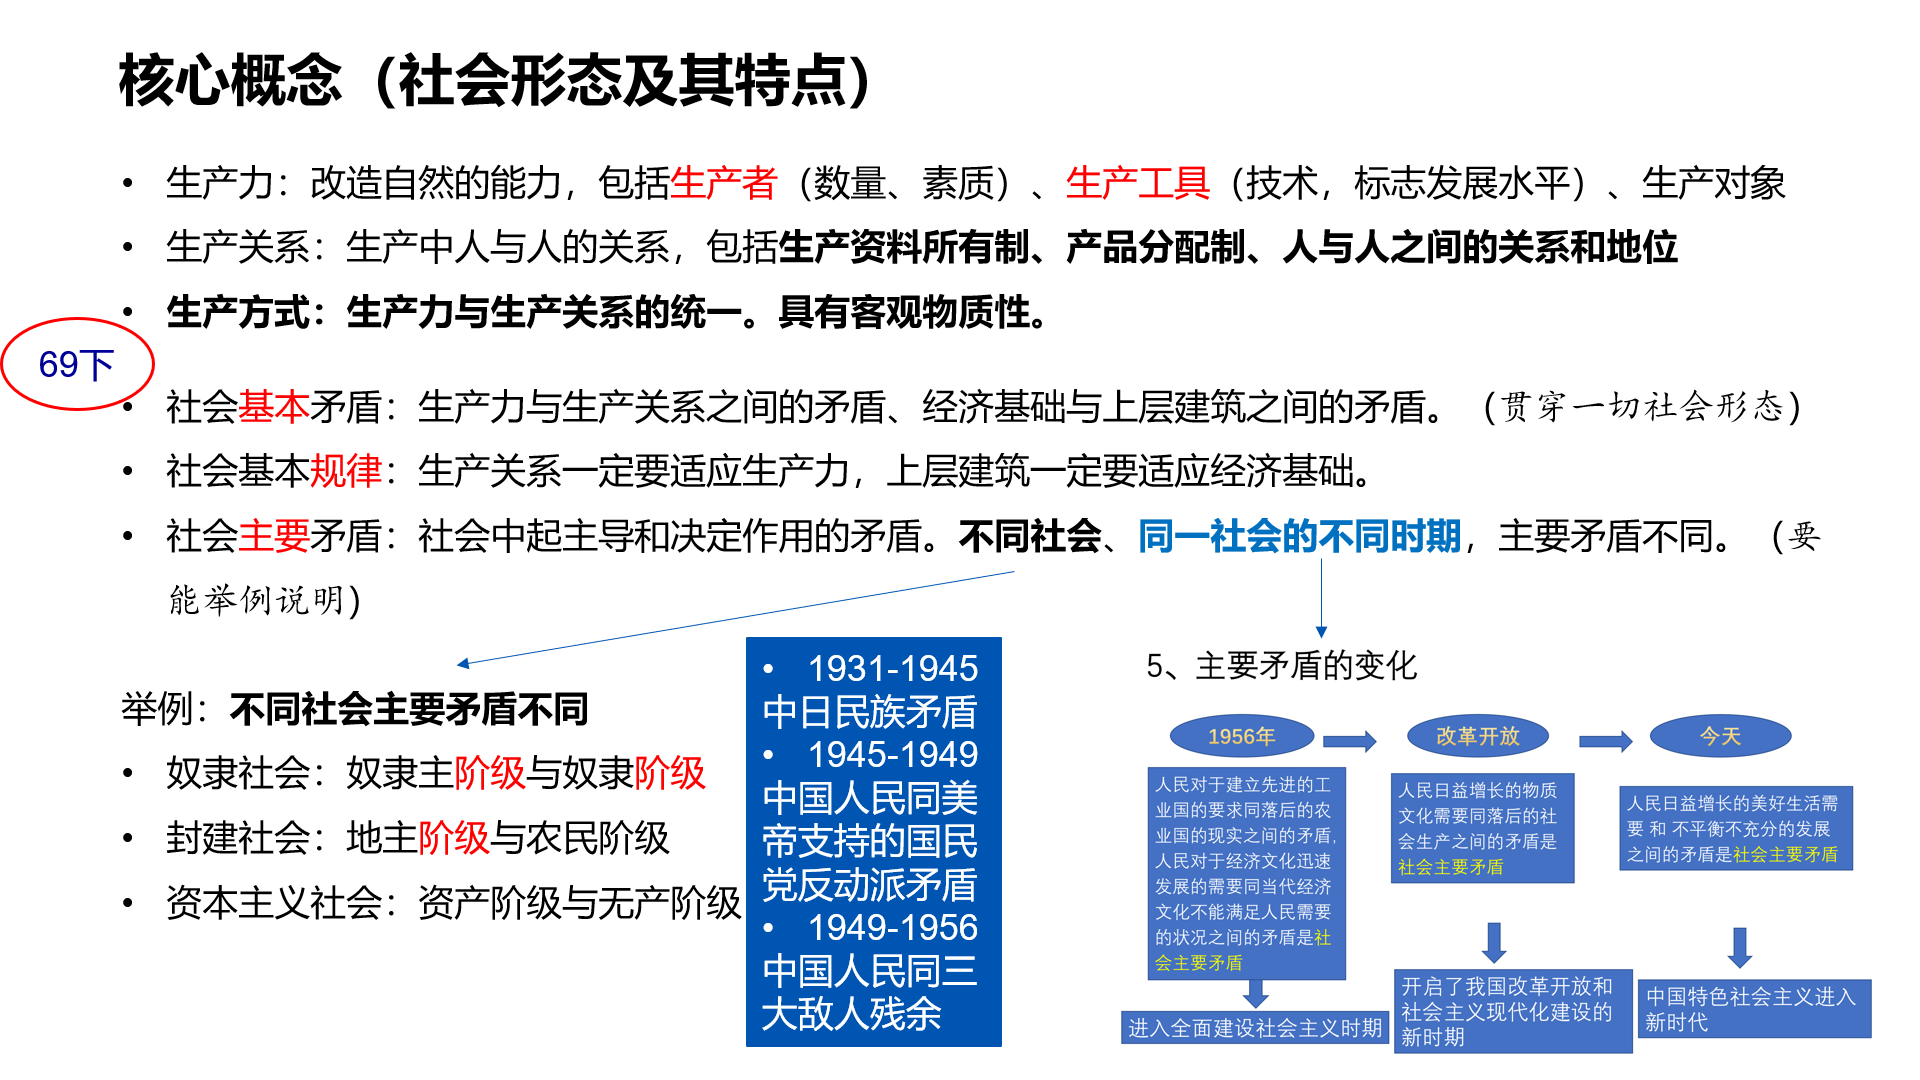 核心概念（社会形态及其特点）
• 生产力：改造自然的能力，包括生产者（数量、素质）、生产工具（技术，标志发展水平）、生产对象
• 生产关系：生产中人与人的关系，包括生产资料所有制、产品分配制、人与人之间的关系和地位
• 生产方式：生产力与生产关系的统一。具有客观物质性。
69下
• 社会基本矛盾：生产力与生产关系之间的矛盾、经济基础与上层建筑之间的矛盾。（贯穿一切社会形态）
• 社会基本规律：生产关系一定要适应生产力，上层建筑一定要适应经济基础。
• 社会主要矛盾：社会中起主导和决定作用的矛盾。不同社会、同一社会的不同时期，主要矛盾不同。（要
能举例说明）
举例：不同社会主要矛盾不同
• 奴隶社会：奴隶主阶级与奴隶阶级
• 封建社会：地主阶级与农民阶级
• 资本主义社会：资产阶级与无产阶级
• 1931-1945
中日民族矛盾
• 1945-1949
中国人民同美
帝支持的国民
党反动派矛盾
• 1949-1956
中国人民同三
大敌人残余
5、主要矛盾的变化
1956年
人民对于建立先进的工
业国的要求同落后的农
业国的现实之间的矛盾,
人民对于经济文化迅速
发展的需要同当代经济
文化不能满足人民需要
的状况之间的矛盾是社
会主要矛盾
进入全面建设社会主义时期
改革开放
人民日益增长的物质
文化需要同落后的社
会生产之间的矛盾是
社会主要矛盾
开启了我国改革开放和
社会主义现代化建设的
新时期
今天
人民日益增长的美好生活需
要 和 不平衡不充分的发展
之间的矛盾是社会主要矛盾
中国特色社会主义进入
新时代